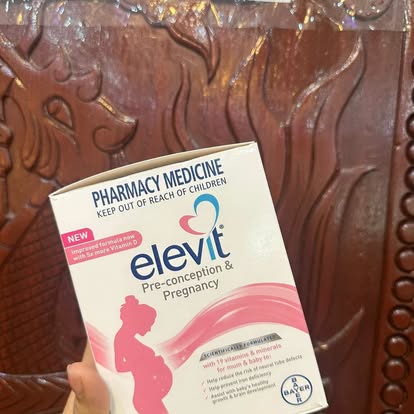 PHARMACY MEDICINE
KEEP OUT OF REACH OF CHILDREN
NEW
Improved formula now
with 5x more Vitamin D
elevit®
Pre-conception &
Pregnancy
SCIENTIFICALLY FORMULATED
with 19 vitamins & minerals
for mum & baby to:
✓ Help reduce the risk of neural tube defects
✓ Help prevent iron deficiency
✓ Assist with baby's healthy
growth & brain development
BAYER